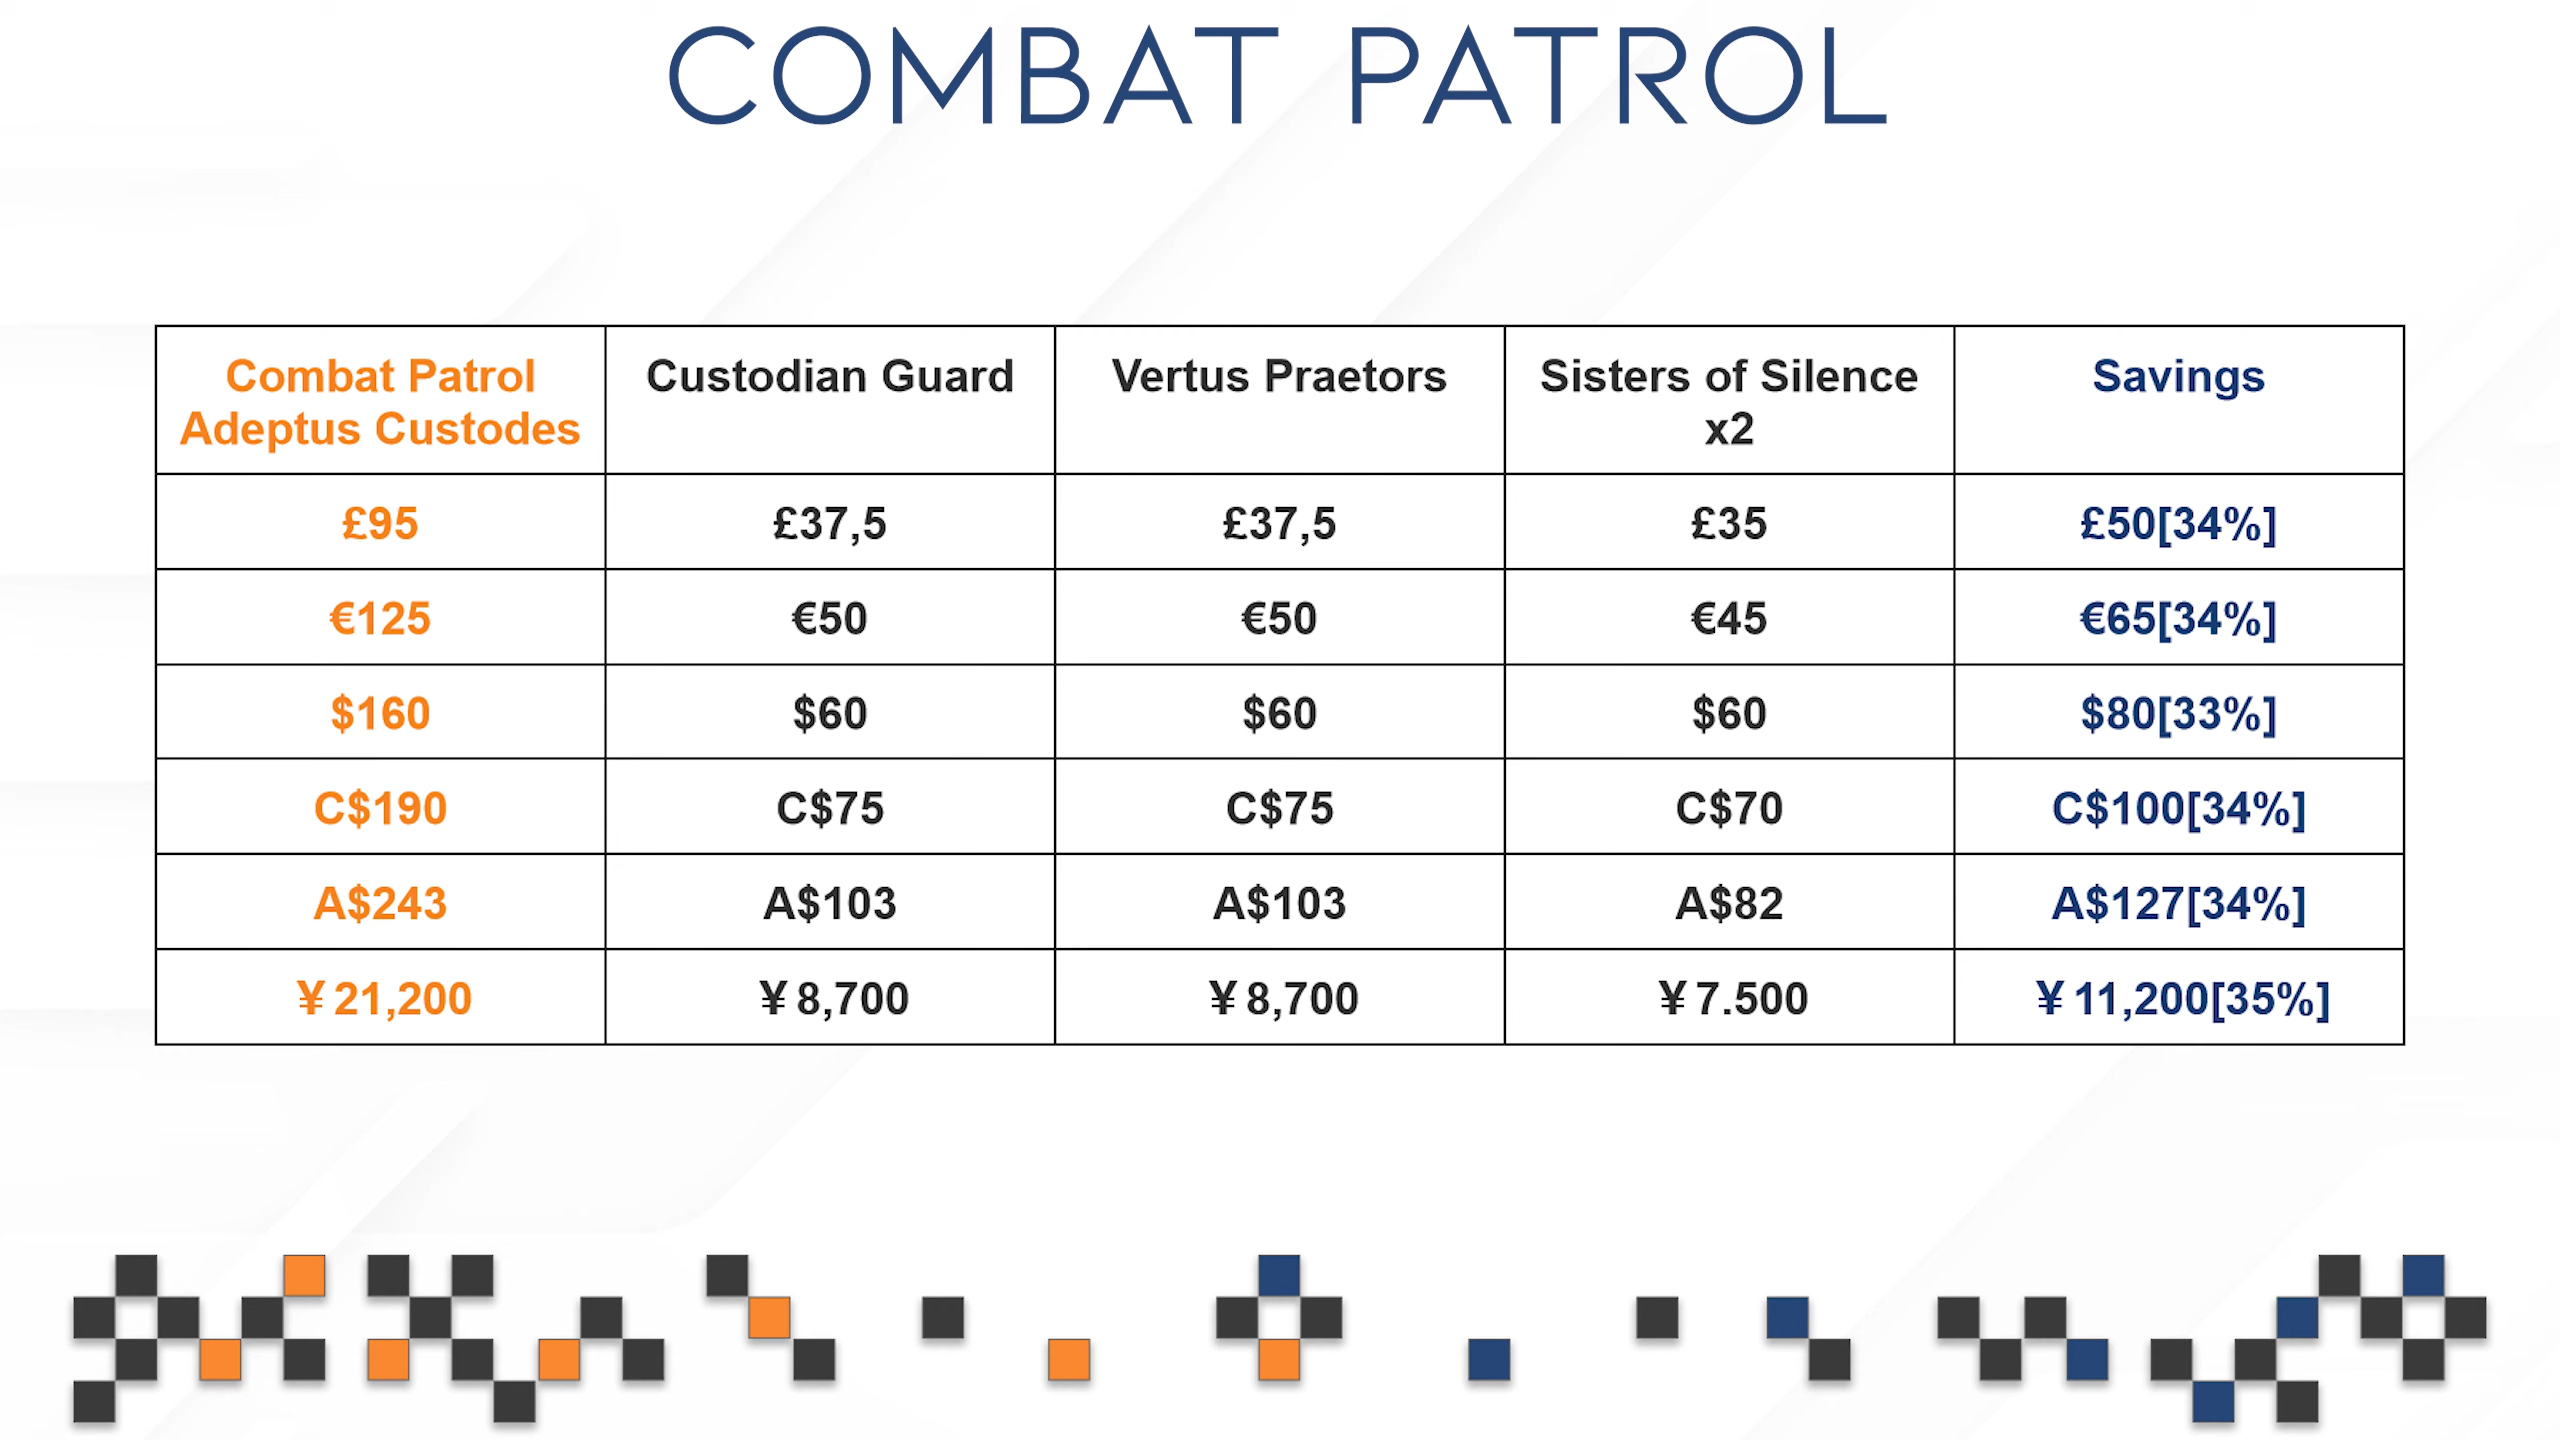 COMBAT PATROL
Combat Patrol Adeptus Custodes
Custodian Guard
Vertus Praetors
Sisters of Silence x2
Savings
£95
£37,5
£37,5
£35
£50[34%]
€125
€50
€50
€45
€65[34%]
$160
$60
$60
$60
$80[33%]
C$190
C$75
C$75
C$70
C$100[34%]
A$243
A$103
A$103
A$82
A$127[34%]
¥ 21,200
¥ 8,700
¥ 8,700
¥ 7.500
¥ 11,200[35%]